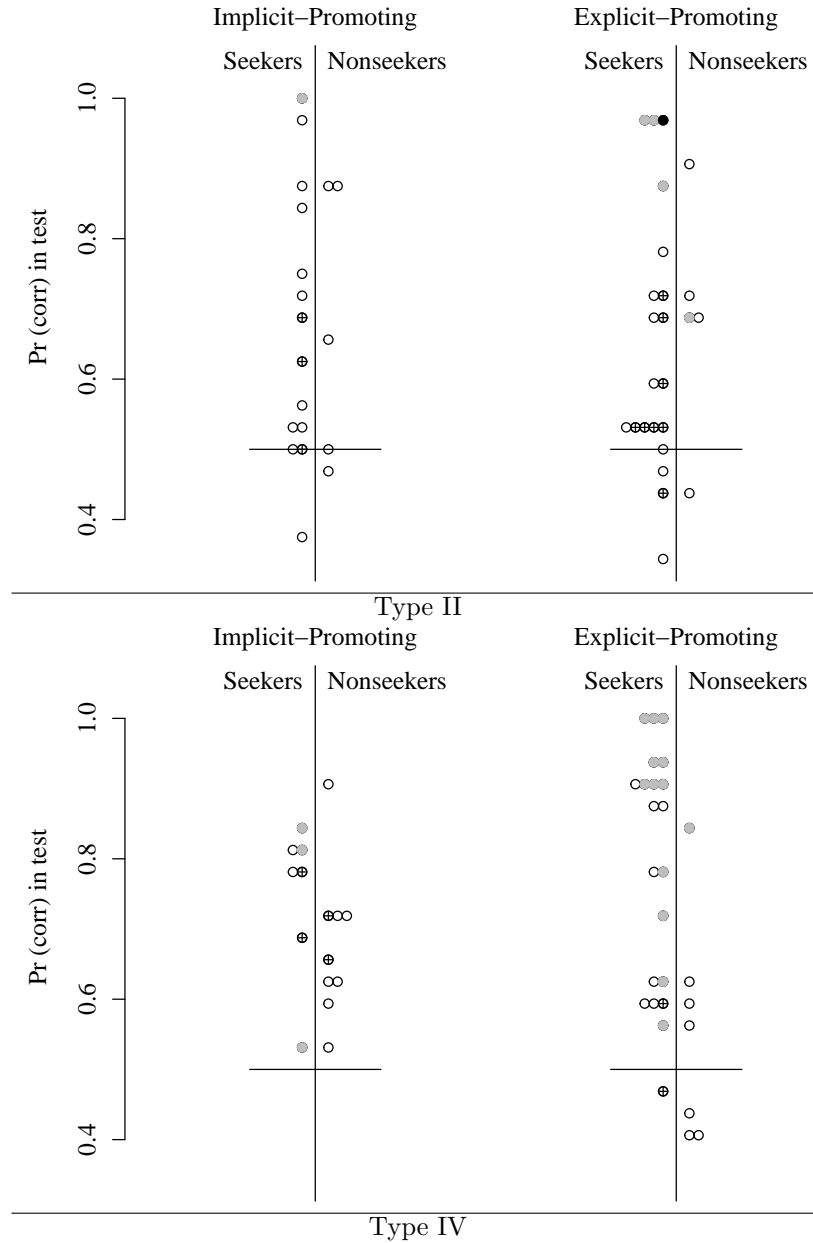 Implicit–Promoting Explicit–Promoting
Seekers Nonseekers Seekers Nonseekers
1.0
0.8
Pr (corr) in test
0.6
0.4
Type II
Implicit–Promoting Explicit–Promoting
Seekers Nonseekers Seekers Nonseekers
1.0
0.8
Pr (corr) in test
0.6
0.4
Type IV